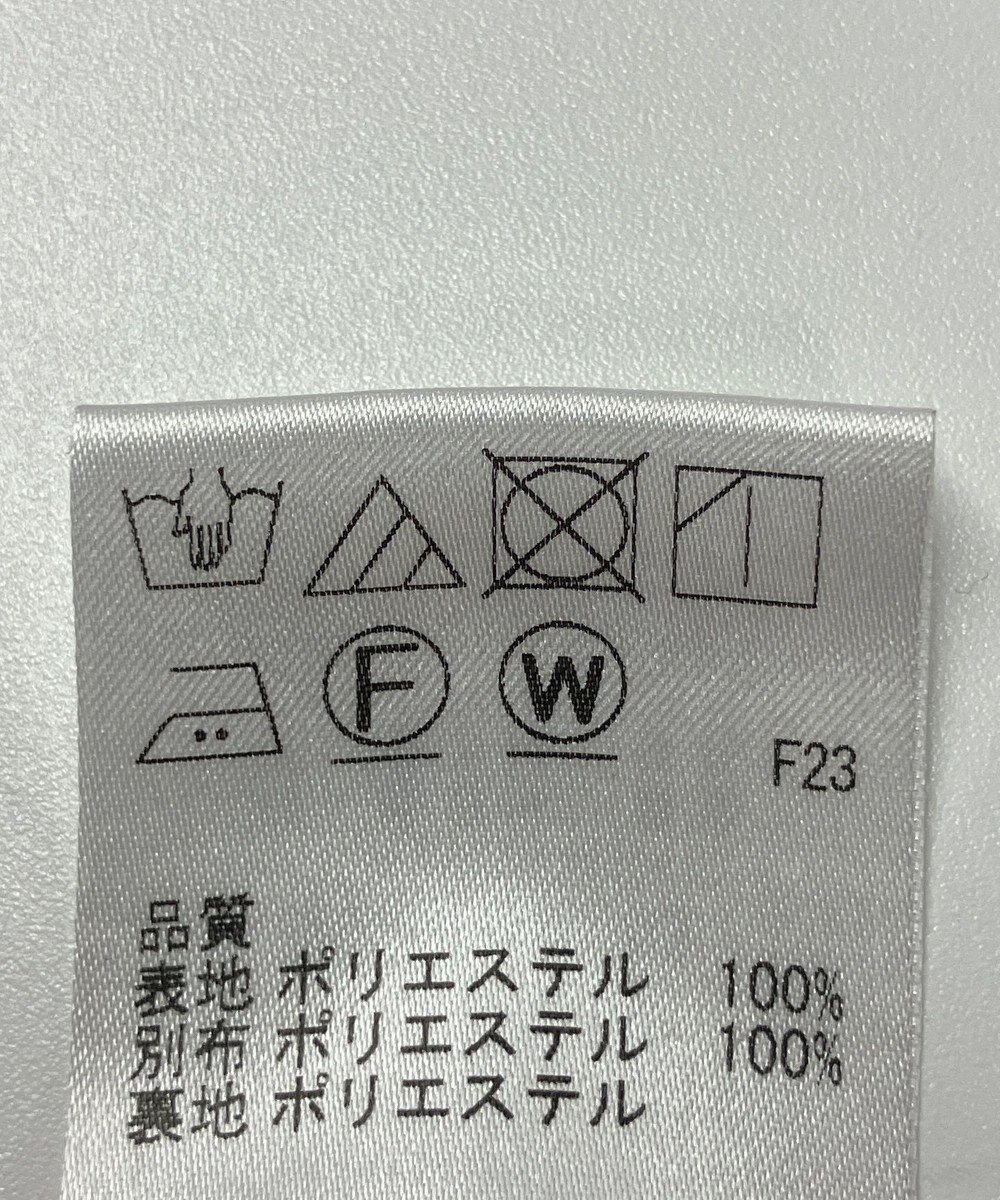 F W
F23
品質
表地 ポリエステル 100%
別布 ポリエステル 100%
裏地 ポリエステル